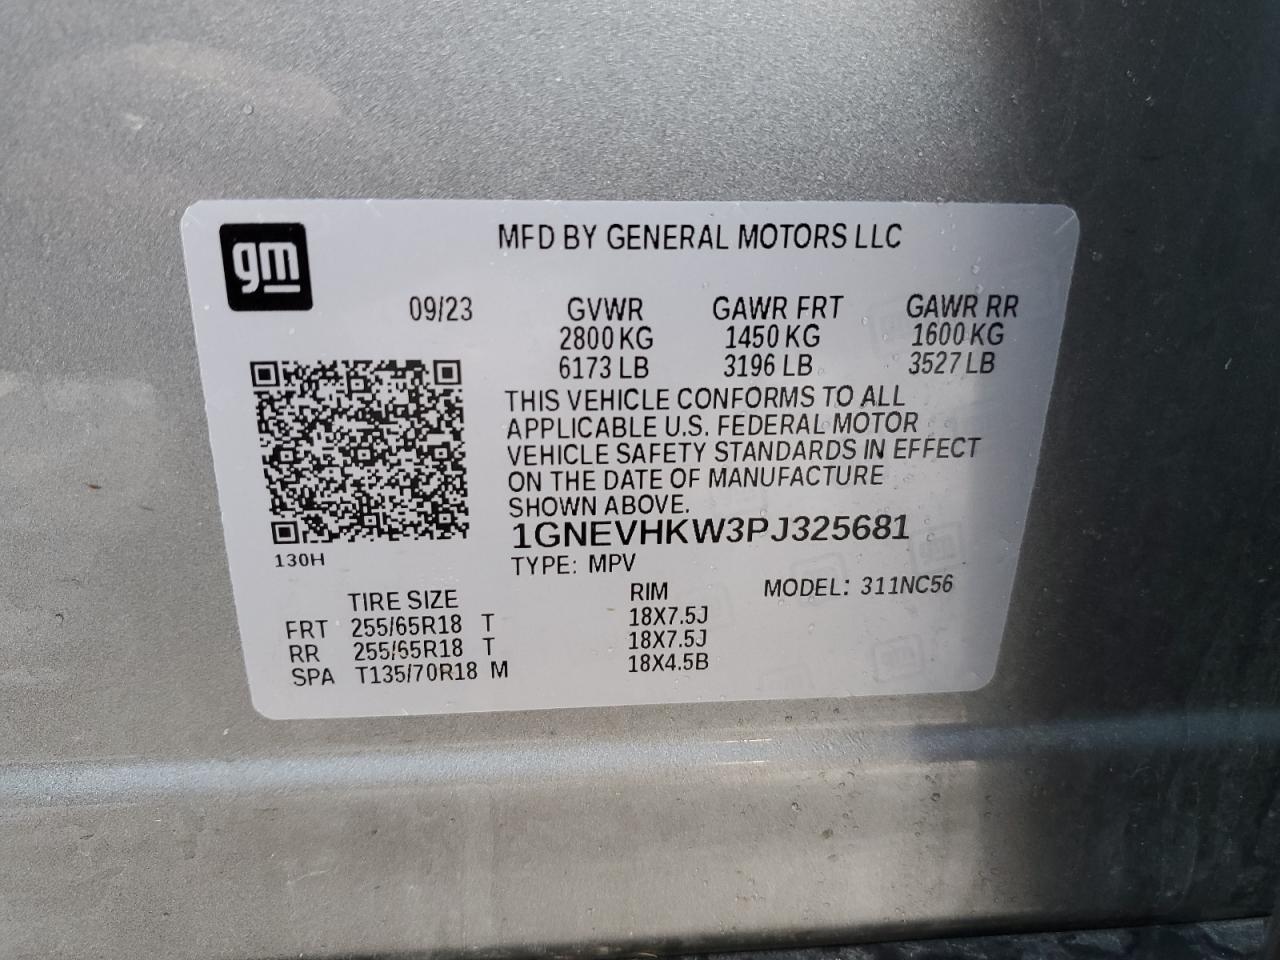 gm
MFD BY GENERAL MOTORS LLC
09/23 GVWR GAWR FRT GAWR RR
2800 KG 1450 KG 1600 KG
6173 LB 3196 LB 3527 LB
THIS VEHICLE CONFORMS TO ALL
APPLICABLE U.S. FEDERAL MOTOR
VEHICLE SAFETY STANDARDS IN EFFECT
ON THE DATE OF MANUFACTURE
SHOWN ABOVE.
1GNEVHKW3PJ325681
130H
TYPE: MPV
TIRE SIZE RIM MODEL: 311NC56
FRT 255/65R18 T 18X7.5J
RR 255/65R18 T 18X7.5J
SPA T135/70R18 M 18X4.5B